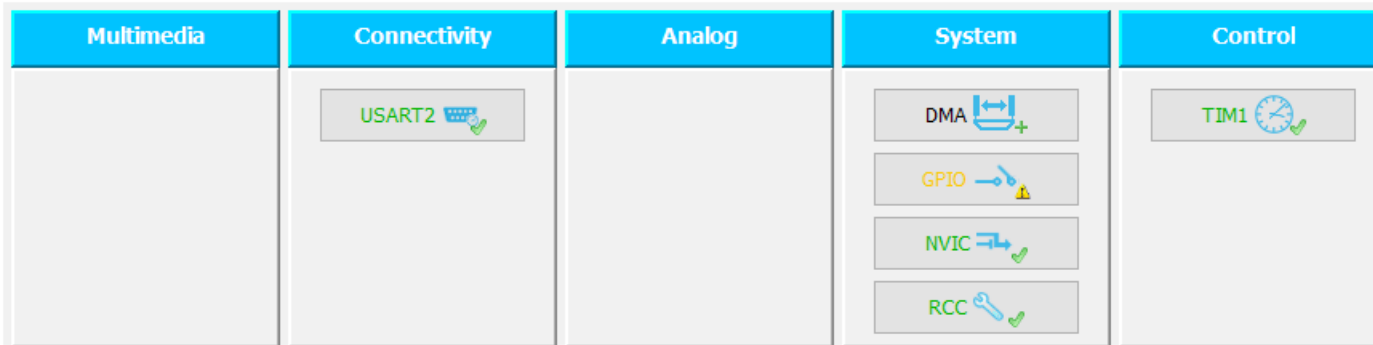 Multimedia
Connectivity
Analog
System
Control
USART2
DMA
TIM1
GPIO
NVIC
RCC